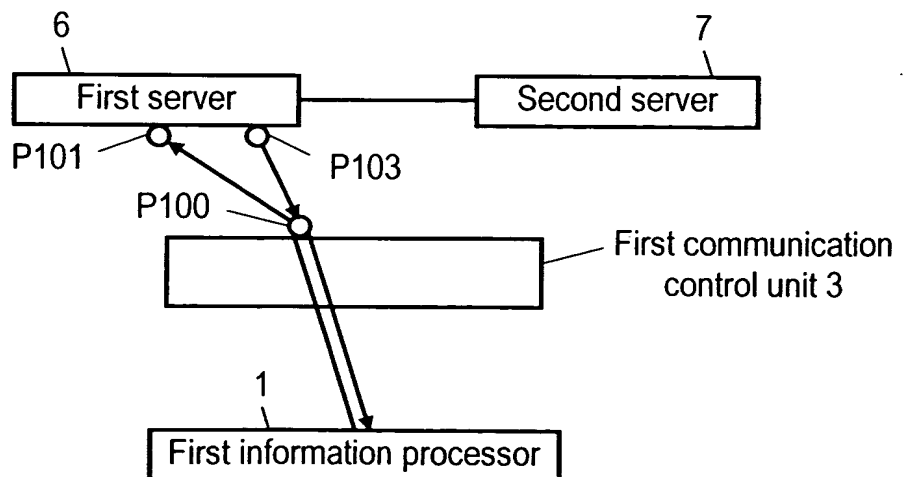 6
7
First server
Second server
P101
P103
P100
First communication
control unit 3
1
First information processor